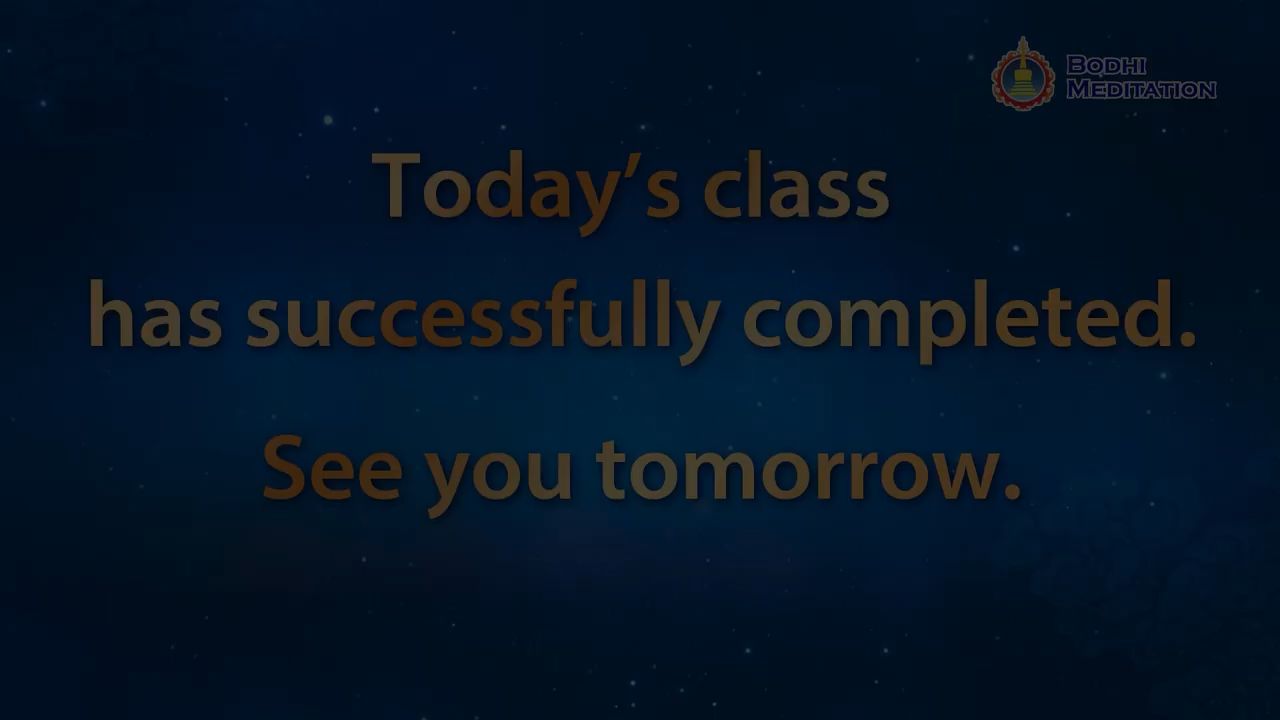 BODHI
MEDITATION
Today’s class
has successfully completed.
See you tomorrow.